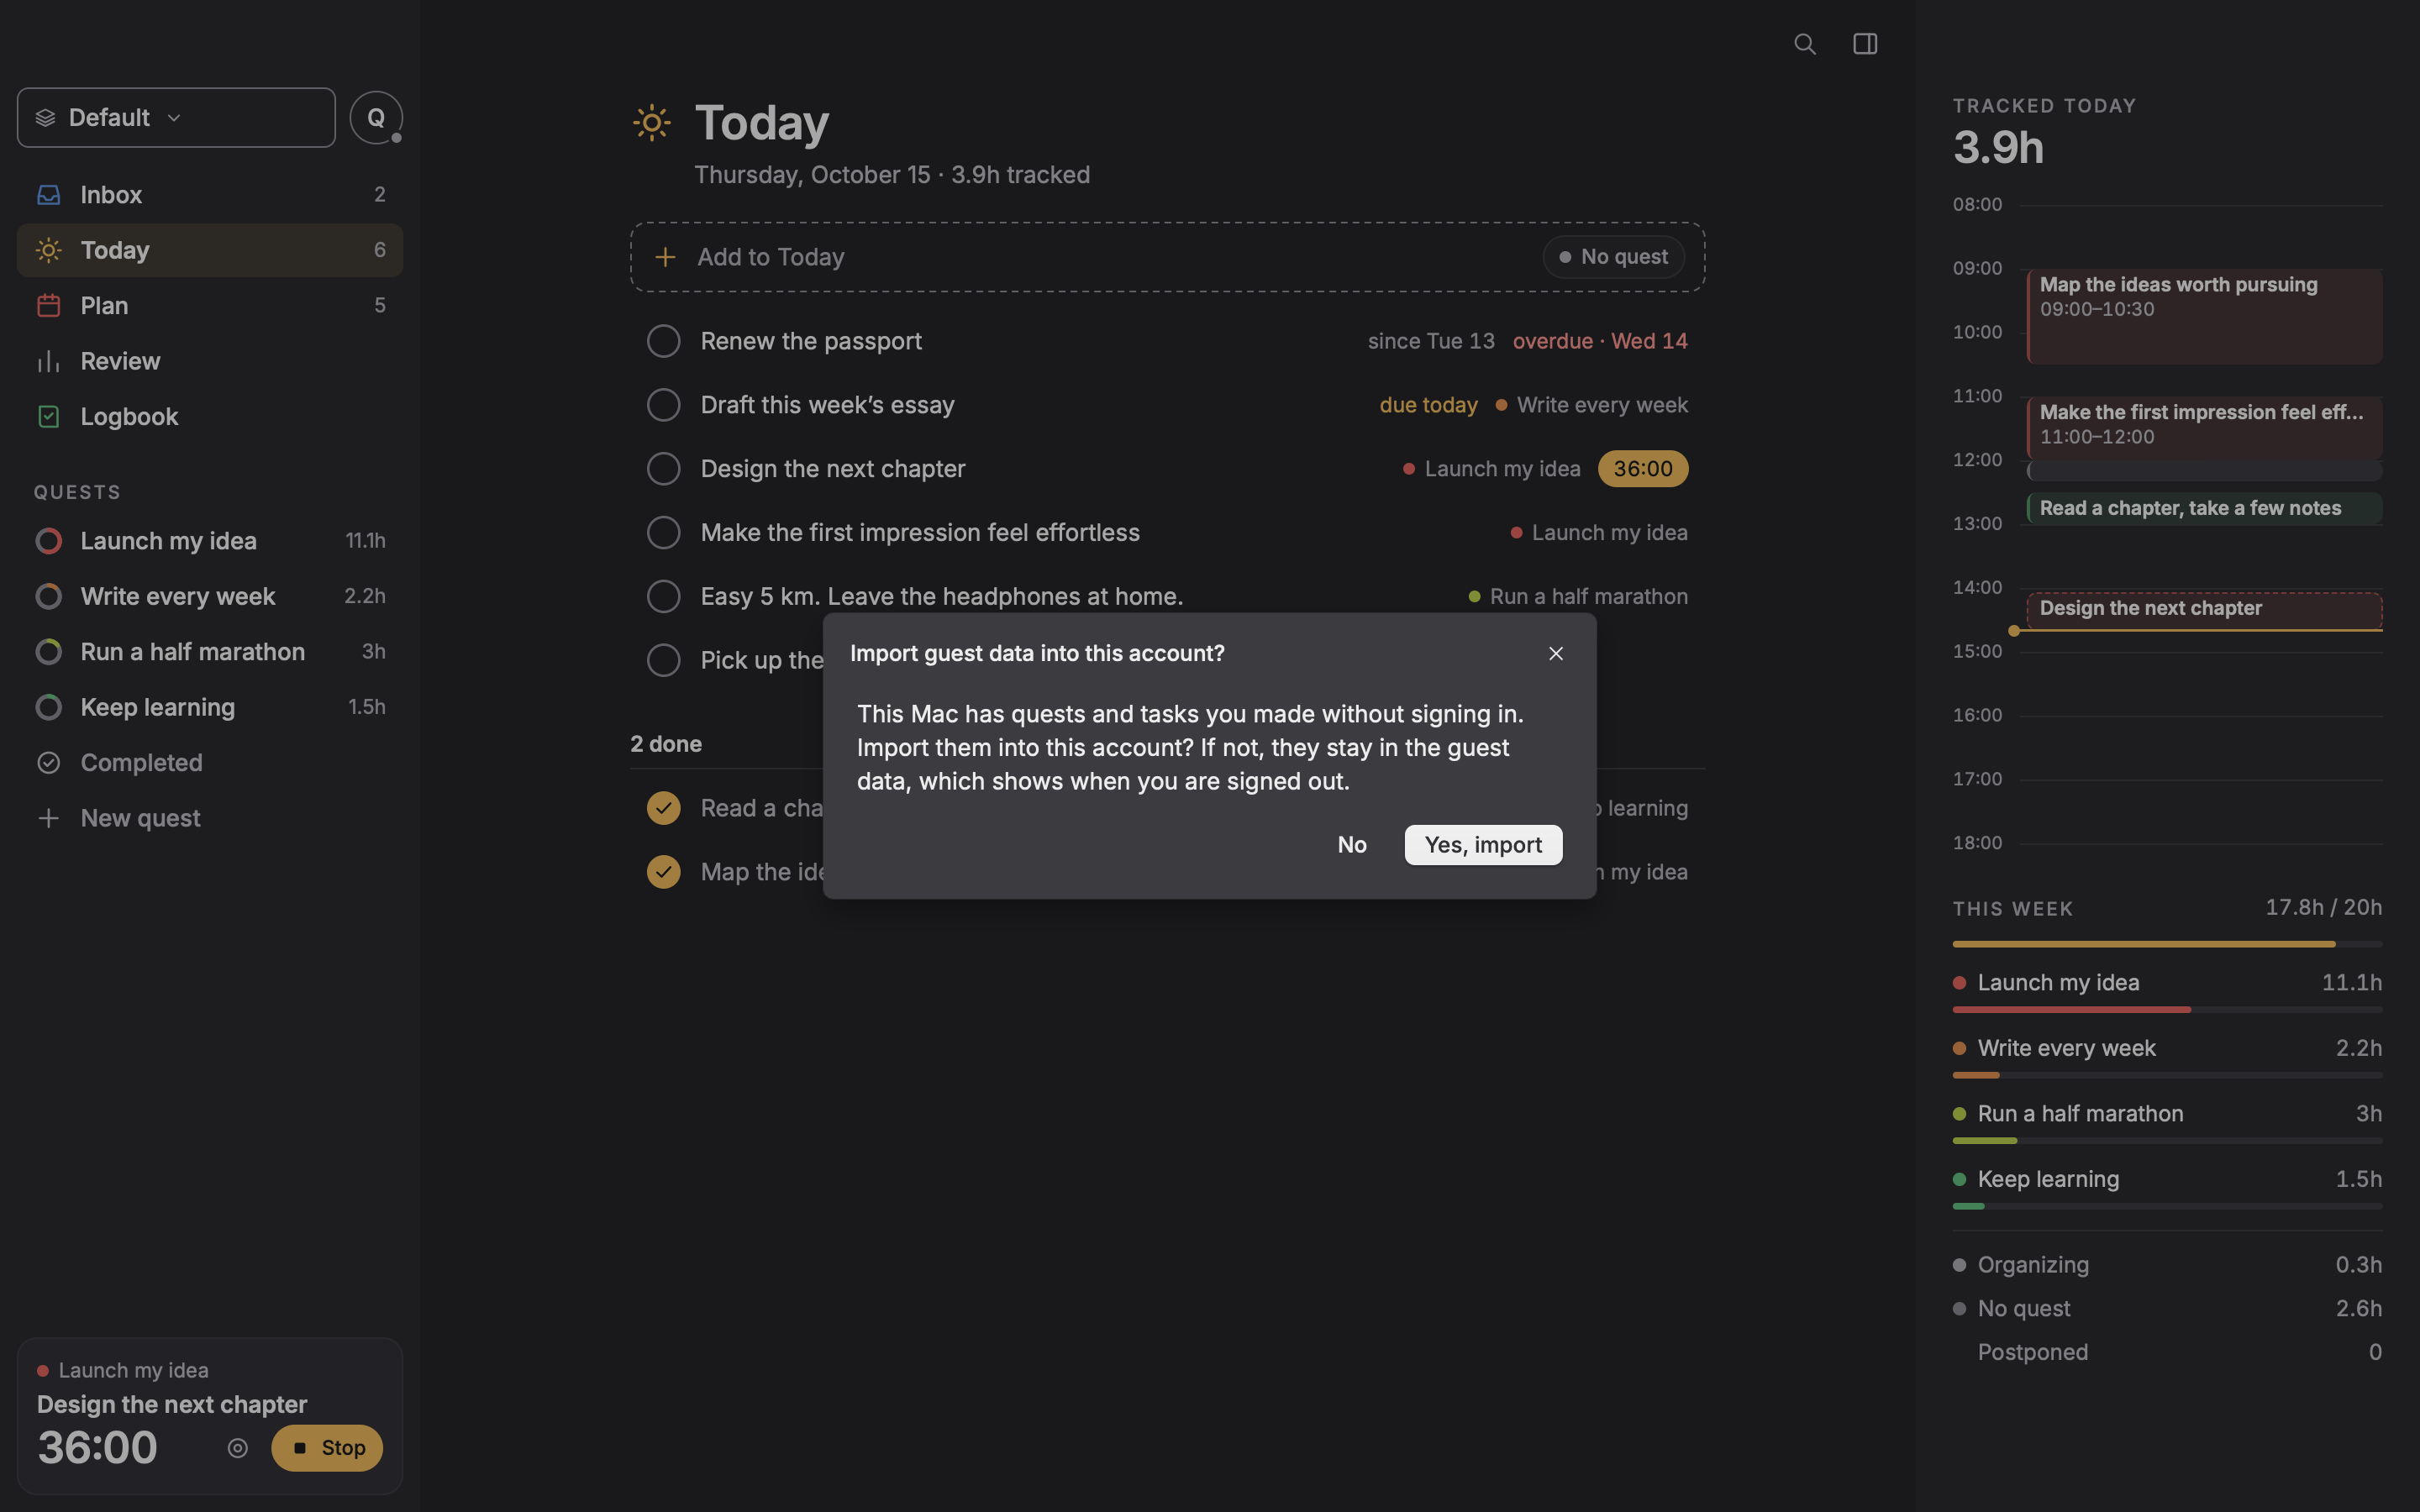 Default
Q
Inbox 2
Today 6
Plan 5
Review
Logbook
QUESTS
Launch my idea 11.1h
Write every week 2.2h
Run a half marathon 3h
Keep learning 1.5h
Completed
New quest
Launch my idea
Design the next chapter
36:00 Stop
Today
Thursday, October 15 · 3.9h tracked
Add to Today No quest
Renew the passport since Tue 13 overdue · Wed 14
Draft this week’s essay due today Write every week
Design the next chapter Launch my idea 36:00
Make the first impression feel effortless Launch my idea
Easy 5 km. Leave the headphones at home. Run a half marathon
Pick up the
2 done
Read a cha learning
Map the ide my idea
Import guest data into this account?
This Mac has quests and tasks you made without signing in.
Import them into this account? If not, they stay in the guest
data, which shows when you are signed out.
No Yes, import
TRACKED TODAY
3.9h
08:00
09:00
Map the ideas worth pursuing
09:00–10:30
10:00
11:00
Make the first impression feel eff...
11:00–12:00
12:00
Read a chapter, take a few notes
13:00
14:00
Design the next chapter
15:00
16:00
17:00
18:00
THIS WEEK 17.8h / 20h
Launch my idea 11.1h
Write every week 2.2h
Run a half marathon 3h
Keep learning 1.5h
Organizing 0.3h
No quest 2.6h
Postponed 0